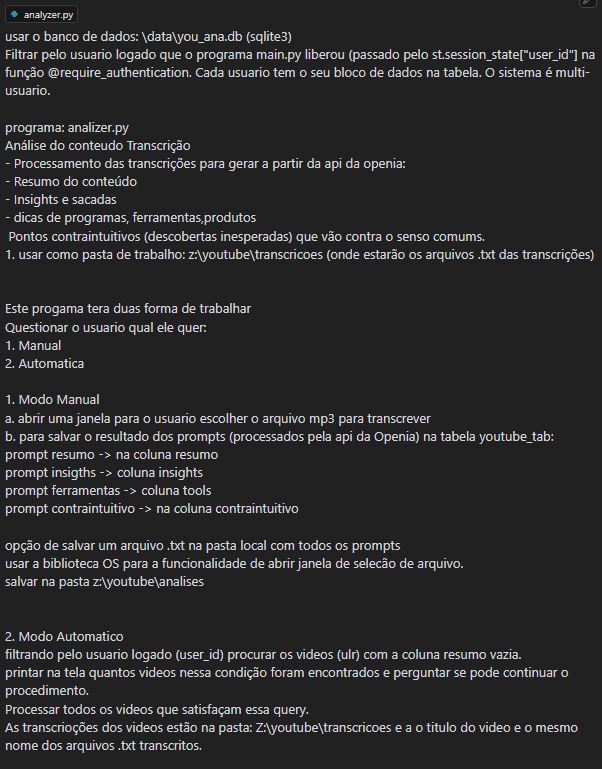 analyzer.py
usar o banco de dados: \data\you_ana.db (sqlite3)
Filtrar pelo usuario logado que o programa main.py liberou (passado pelo st.session_state["user_id"] na
função @require_authentication. Cada usuario tem o seu bloco de dados na tabela. O sistema é multi-
usuario.
programa: analizer.py
Análise do conteudo Transcrição
- Processamento das transcrições para gerar a partir da api da openia:
- Resumo do conteúdo
- Insights e sacadas
- dicas de programas, ferramentas,produtos
Pontos contraintuitivos (descobertas inesperadas) que vão contra o senso comums.
1. usar como pasta de trabalho: z:\youtube\transcricoes (onde estarão os arquivos .txt das transcrições)
Este progama tera duas forma de trabalhar
Questionar o usuario qual ele quer:
1. Manual
2. Automatica
1. Modo Manual
a. abrir uma janela para o usuario escolher o arquivo mp3 para transcrever
b. para salvar o resultado dos prompts (processados pela api da Openia) na tabela youtube_tab:
prompt resumo -> na coluna resumo
prompt insigths -> coluna insights
prompt ferramentas -> coluna tools
prompt contraintuitivo -> na coluna contraintuitivo
opção de salvar um arquivo .txt na pasta local com todos os prompts
usar a biblioteca OS para a funcionalidade de abrir janela de selecão de arquivo.
salvar na pasta z:\youtube\analises
2. Modo Automatico
filtrando pelo usuario logado (user_id) procurar os videos (ulr) com a coluna resumo vazia.
printar na tela quantos videos nessa condição foram encontrados e perguntar se pode continuar o
procedimento.
Processar todos os videos que satisfaçam essa query.
As transcrioções dos videos estão na pasta: Z:\youtube\transcricoes e a o titulo do video e o mesmo
nome dos arquivos .txt transcritos.